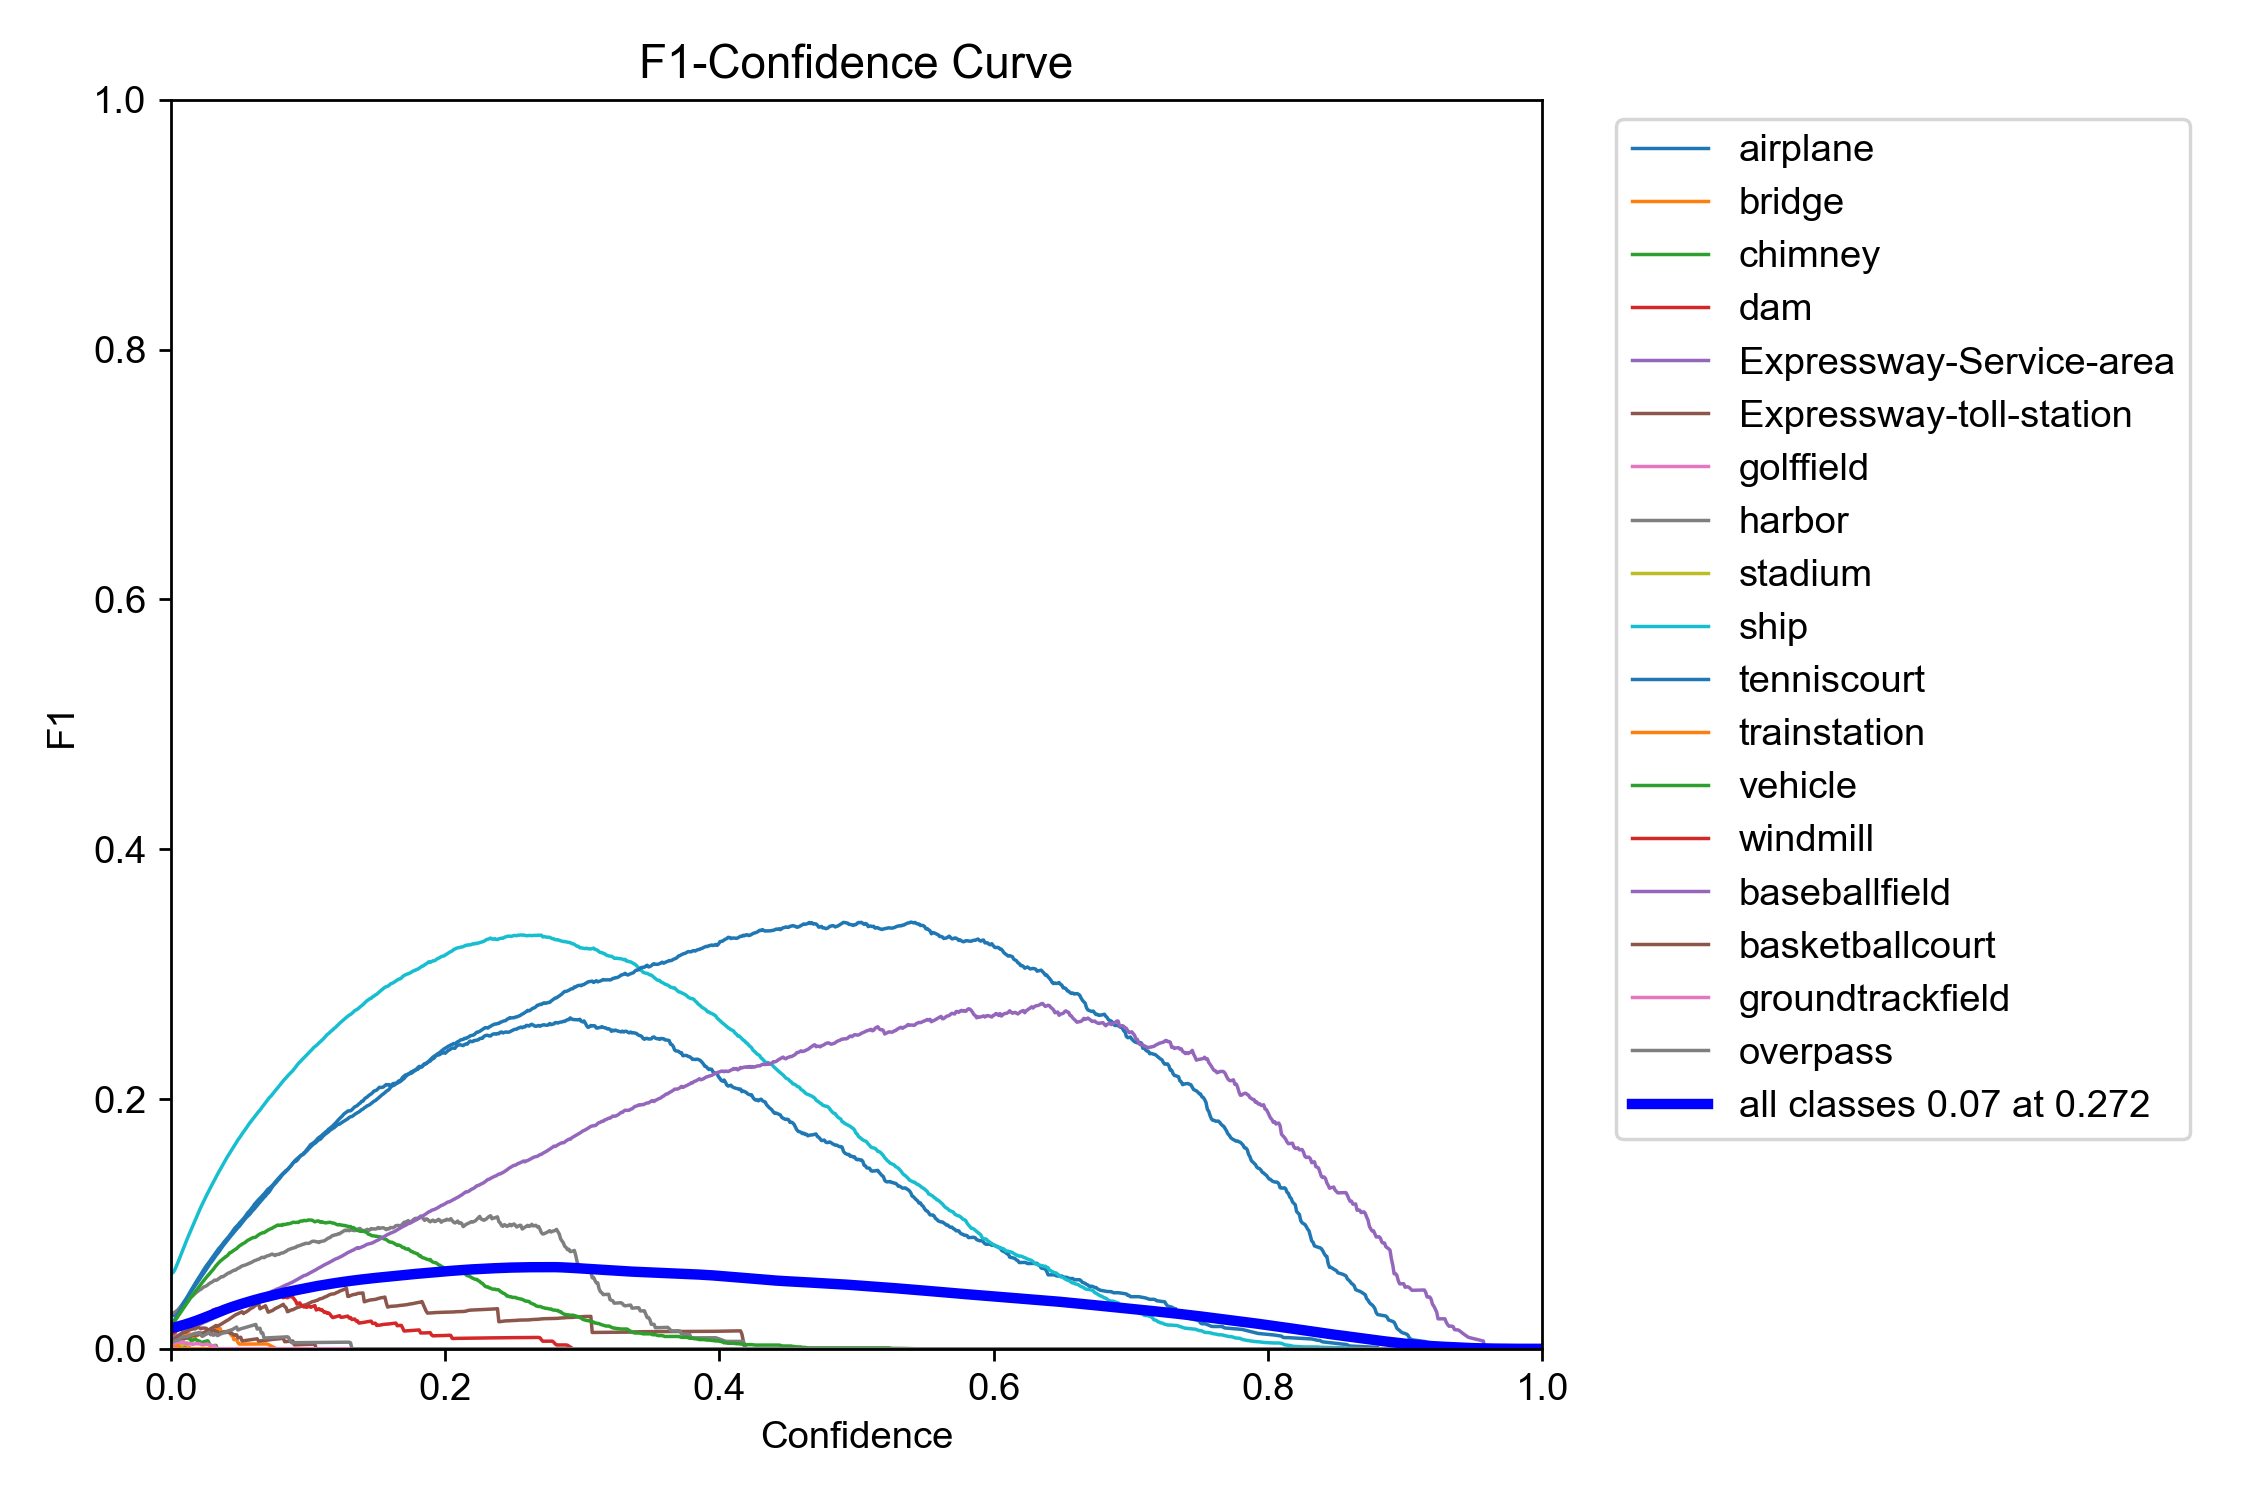 F1-Confidence Curve
1.0
0.8
0.6
0.4
0.2
0.0
F1
0.0 0.2 0.4 0.6 0.8 1.0
Confidence
airplane
bridge
chimney
dam
Expressway-Service-area
Expressway-toll-station
golffield
harbor
stadium
ship
tenniscourt
trainstation
vehicle
windmill
baseballfield
basketballcourt
groundtrackfield
overpass
all classes 0.07 at 0.272